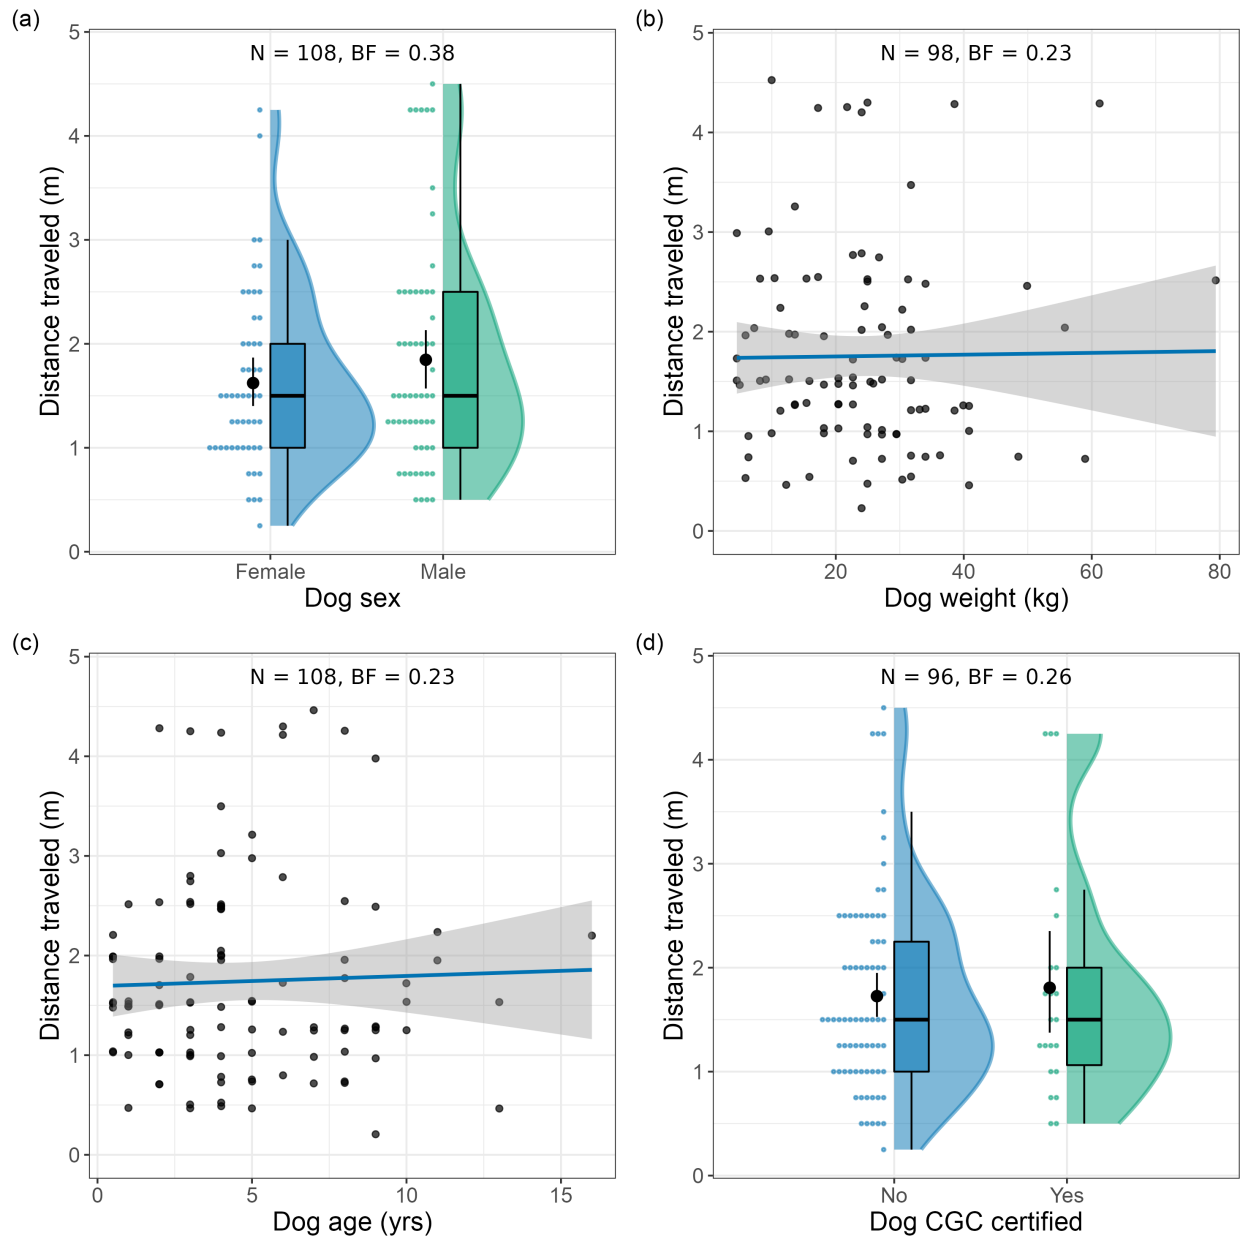 (a)
N = 108, BF = 0.38
5
4
3
2
1
0
Distance traveled (m)
Female Male
Dog sex
(b)
N = 98, BF = 0.23
5
4
3
2
1
0
Distance traveled (m)
20 40 60 80
Dog weight (kg)
(c)
N = 108, BF = 0.23
5
4
3
2
1
0
Distance traveled (m)
0 5 10 15
Dog age (yrs)
(d)
N = 96, BF = 0.26
5
4
3
2
1
0
Distance traveled (m)
No Yes
Dog CGC certified